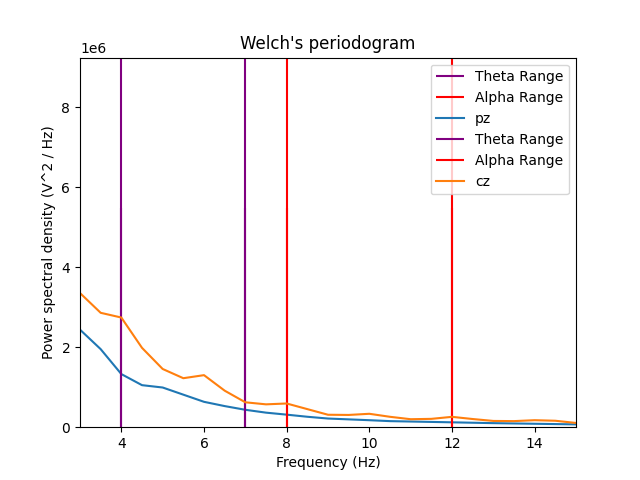 Welch's periodogram
1e6
Theta Range
Alpha Range
pz
Theta Range
Alpha Range
cz
8
6
4
2
0
Power spectral density (V^2 / Hz)
4 6 8 10 12 14
Frequency (Hz)